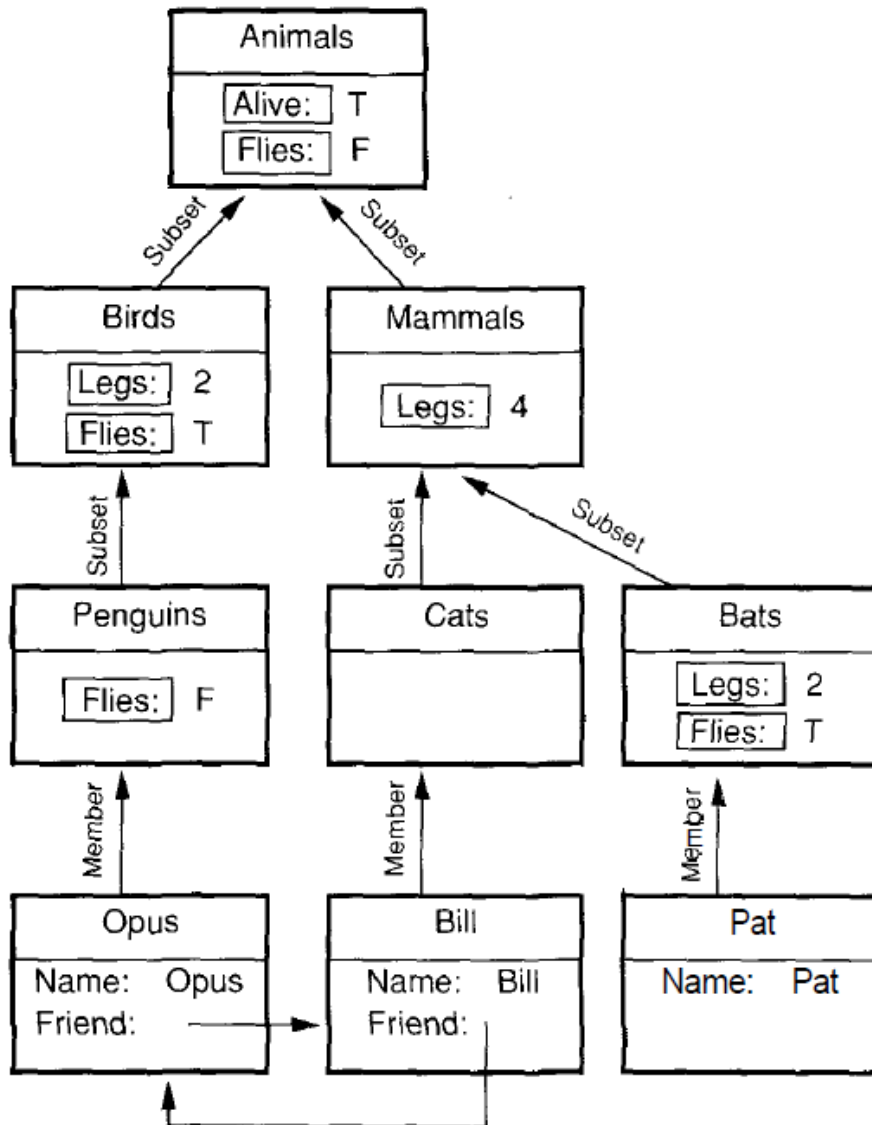 Animals
Alive: T
Flies: F
Subset
Subset
Birds
Legs: 2
Flies: T
Mammals
Legs: 4
Subset
Subset
Subset
Penguins
Flies: F
Cats
Bats
Legs: 2
Flies: T
Member
Member
Member
Opus
Name: Opus
Friend:
Bill
Name: Bill
Friend:
Pat
Name: Pat